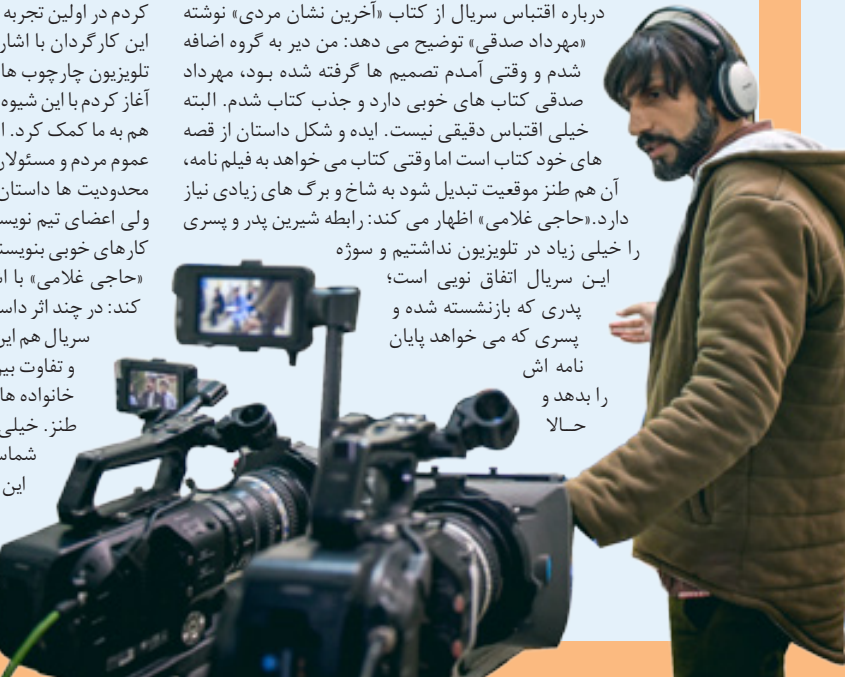 درباره اقتباس سریال از کتاب «آخرین نشان مردی» نوشته
«مهرداد صدقی» توضیح می دهد: من دیر به گروه اضافه
شدم و وقتی آمدم تصمیم ها گرفته شده بود، مهرداد
صدقی کتاب های خوبی دارد و جذب کتاب شدم. البته
خیلی اقتباس دقیقی نیست. ایده و شکل داستان از قصه
های خود کتاب است اما وقتی کتاب می خواهد به فیلم نامه،
آن هم طنز موقعیت تبدیل شود به شاخ و برگ های زیادی نیاز
دارد.«حاجی غلامی» اظهار می کند: رابطه شیرین پدر و پسری
را خیلی زیاد در تلویزیون نداشتیم و سوژه
این سریال اتفاق نویی است؛
پدری که بازنشسته شده و
پسری که می خواهد پایان
نامه اش
را بدهد و
حـالا
کردم در اولین تجربه
این کارگردان با اشار
تلویزیون چارچوب ها
آغاز کردم با این شیوه
هم به ما کمک کرد. ا
عموم مردم و مسئولار
محدودیت ها داستان
ولی اعضای تیم نویس
کارهای خوبی بنویسن
«حاجی غلامی» با ا
کند: در چند اثر داس
سریال هم ایر
و تفاوت بیر
خانواده ها
طنز. خیلی
شماس
این